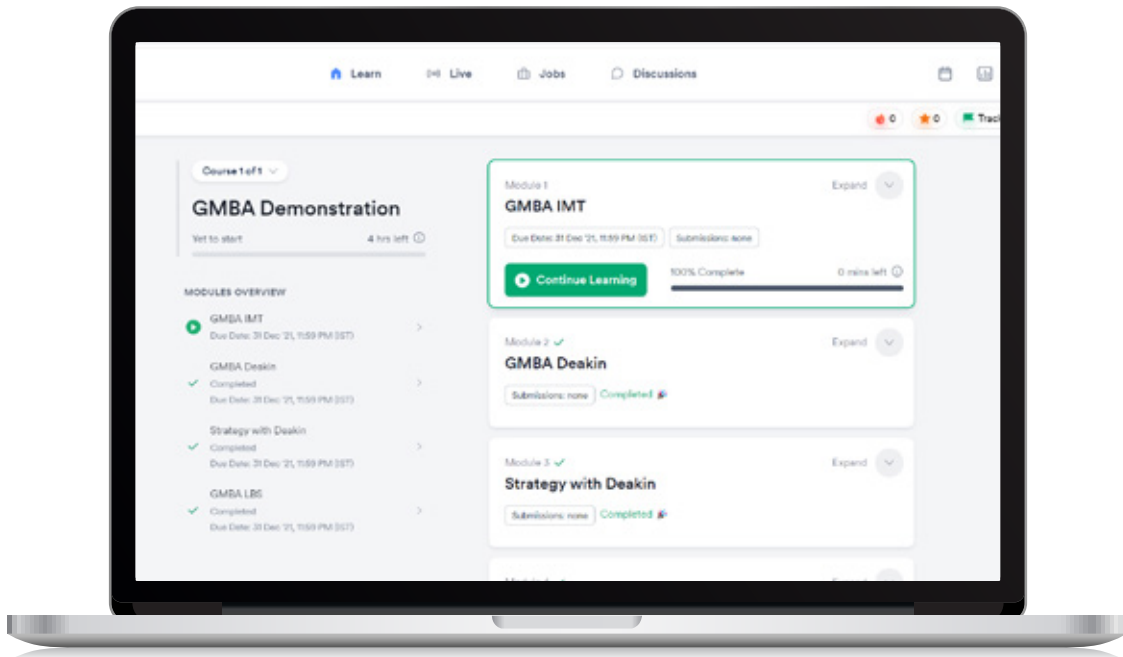 Learn
Live
Jobs
Discussions
0
0
Course 1 of 1
GMBA Demonstration
Yet to start
4 hrs left
MODULES OVERVIEW
GMBA IMT
Due Date: 31 Dec '21, 11:59 PM (IST)
GMBA Deakin
Completed
Due Date: 31 Dec '21, 11:59 PM (IST)
Strategy with Deakin
Completed
Due Date: 31 Dec '21, 11:59 PM (IST)
GMBA LBS
Completed
Due Date: 31 Dec '21, 11:59 PM (IST)
Module 1
Expand
GMBA IMT
Due Date: 31 Dec '21, 11:59 PM (IST)
Submissions: none
Continue Learning
100% Complete
0 mins left
Module 2
Expand
GMBA Deakin
Submissions: none
Completed
Module 3
Expand
Strategy with Deakin
Submissions: none
Completed